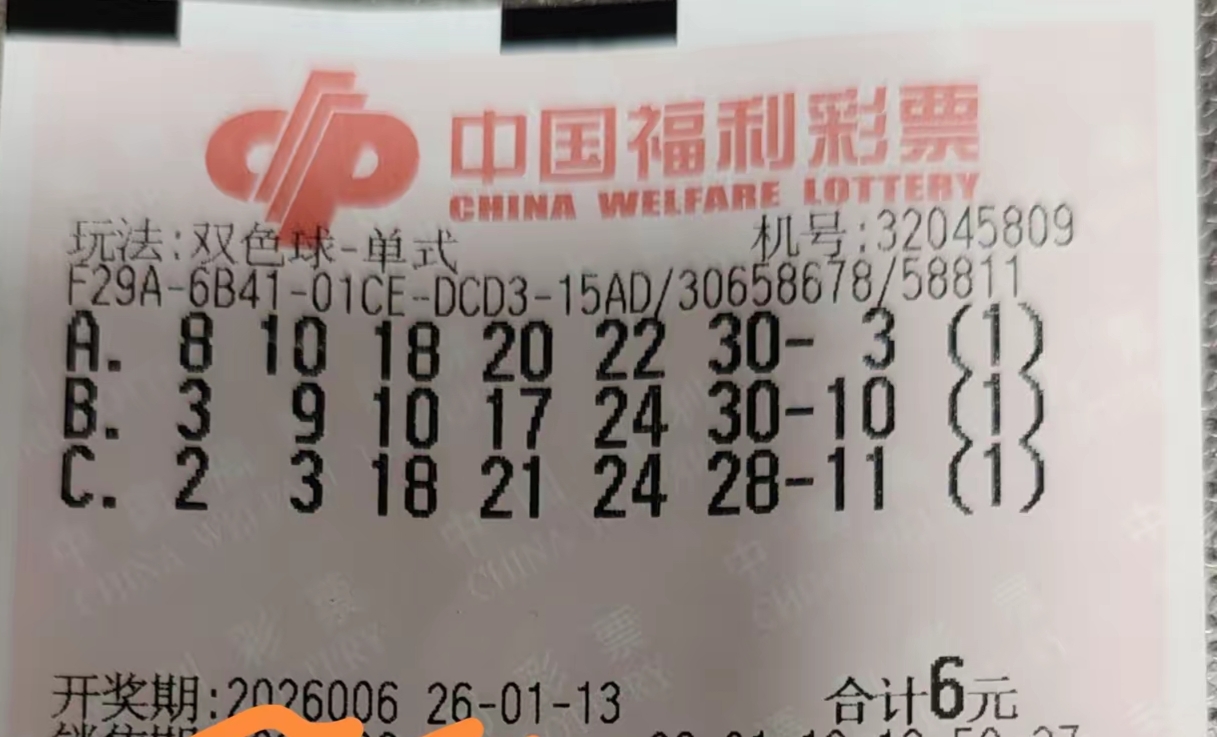 中国福利彩票
CHINA WELFARE LOTTERY
玩法:双色球-单式 机号:32045809
F29A-6B41-01CE-DCD3-15AD/30658678/58811
A. 8 10 18 20 22 30- 3 (1)
B. 3 9 10 17 24 30-10 (1)
C. 2 3 18 21 24 28-11 (1)
开奖期:2026006 26-01-13 合计6元